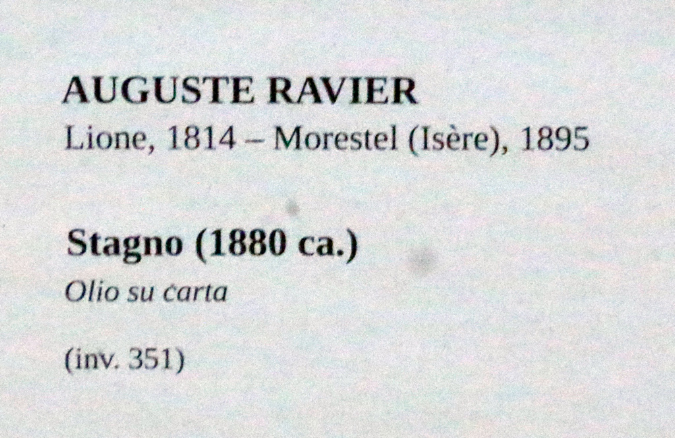 AUGUSTE RAVIER
Lione, 1814 – Morestel (Isère), 1895
Stagno (1880 ca.)
Olio su carta
(inv. 351)